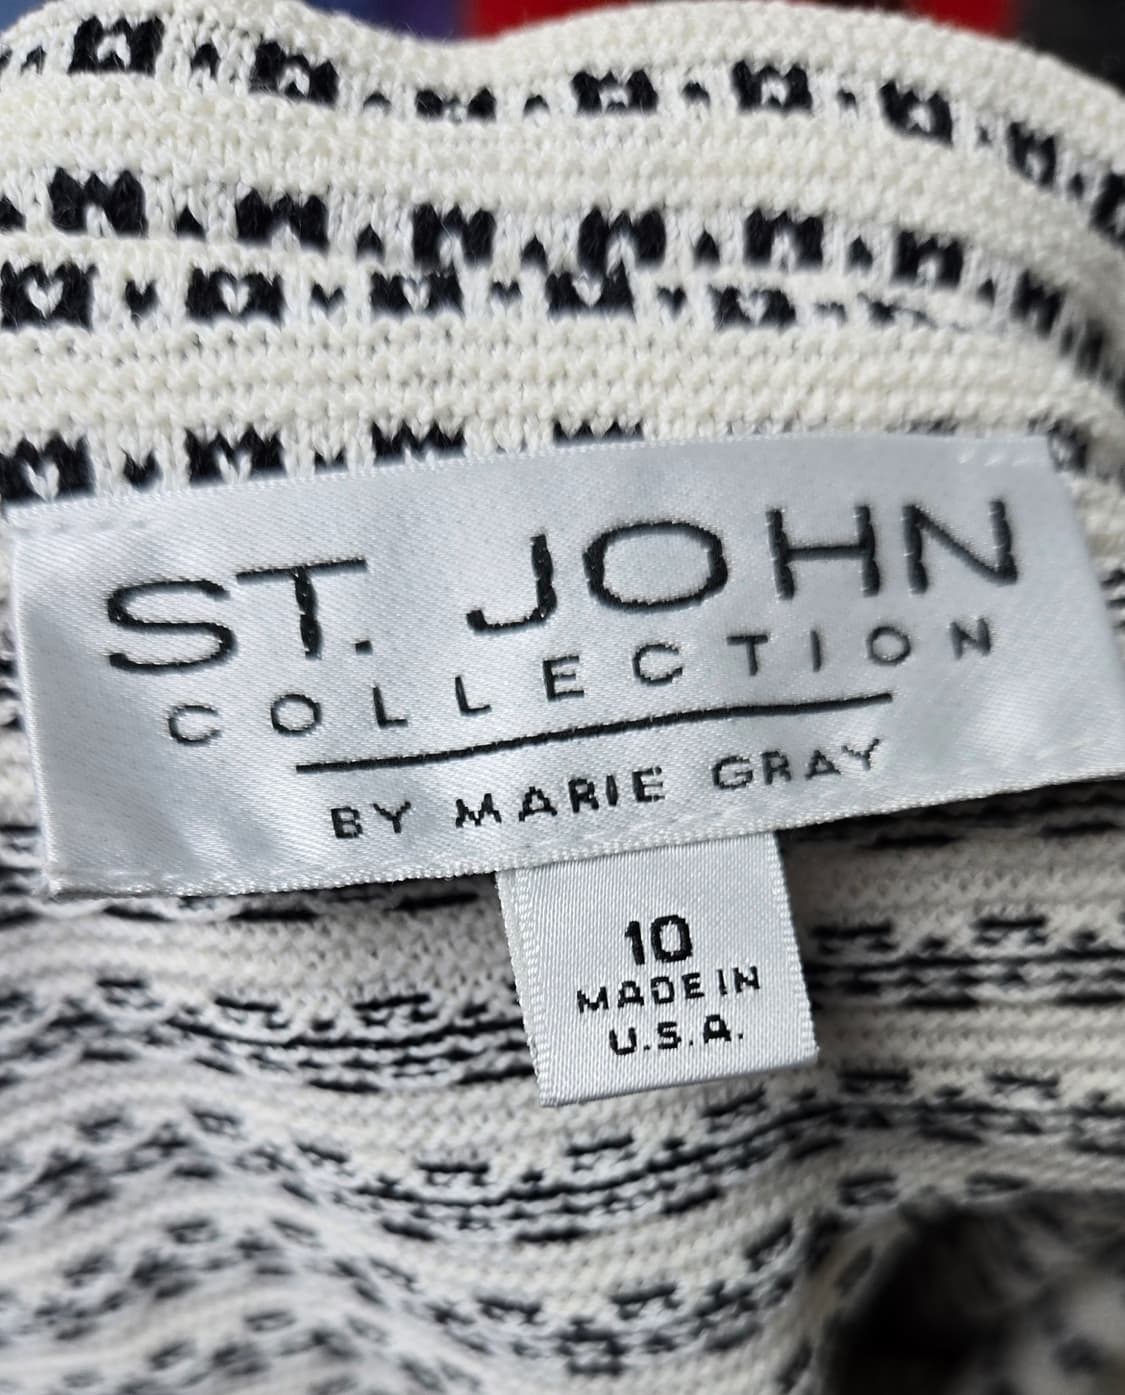 ST. JOHN
COLLECTION
BY MARIE GRAY
10
MADE IN
U.S.A.